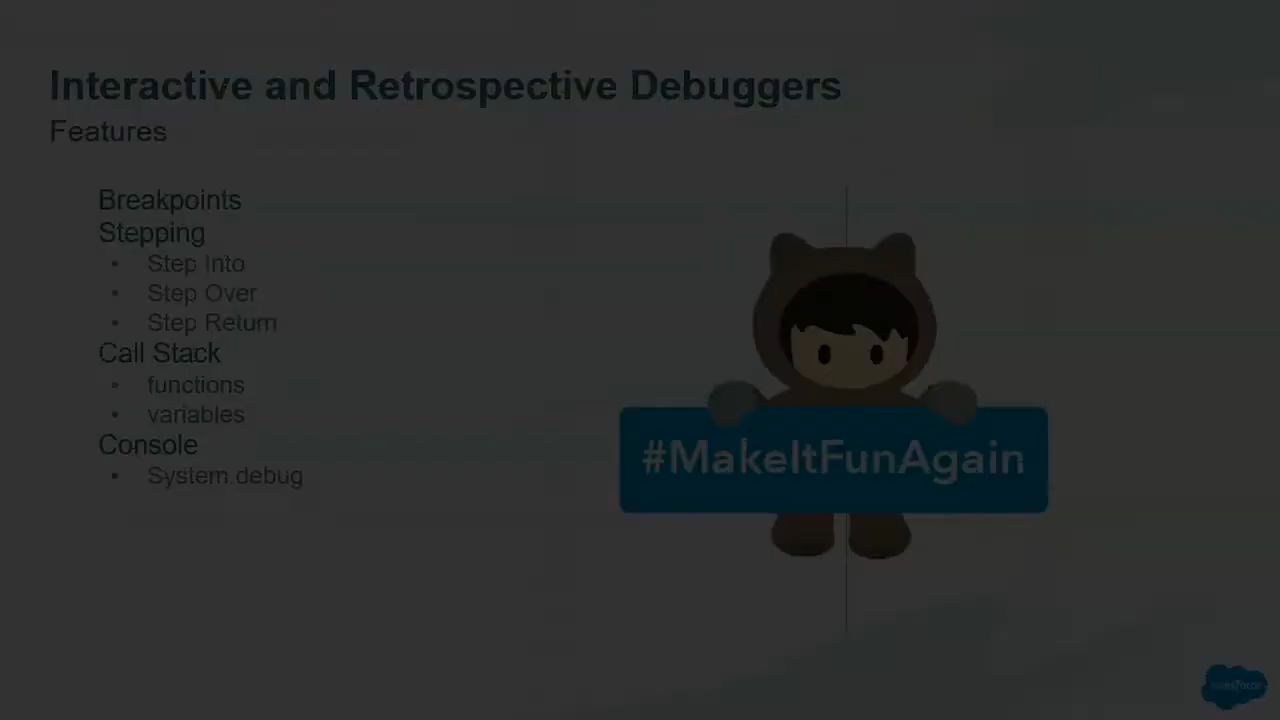 Interactive and Retrospective Debuggers
Features
Breakpoints
Stepping
• Step Into
• Step Over
• Step Return
Call Stack
• functions
• variables
Console
• System.debug
#MakeItFunAgain
salesforce